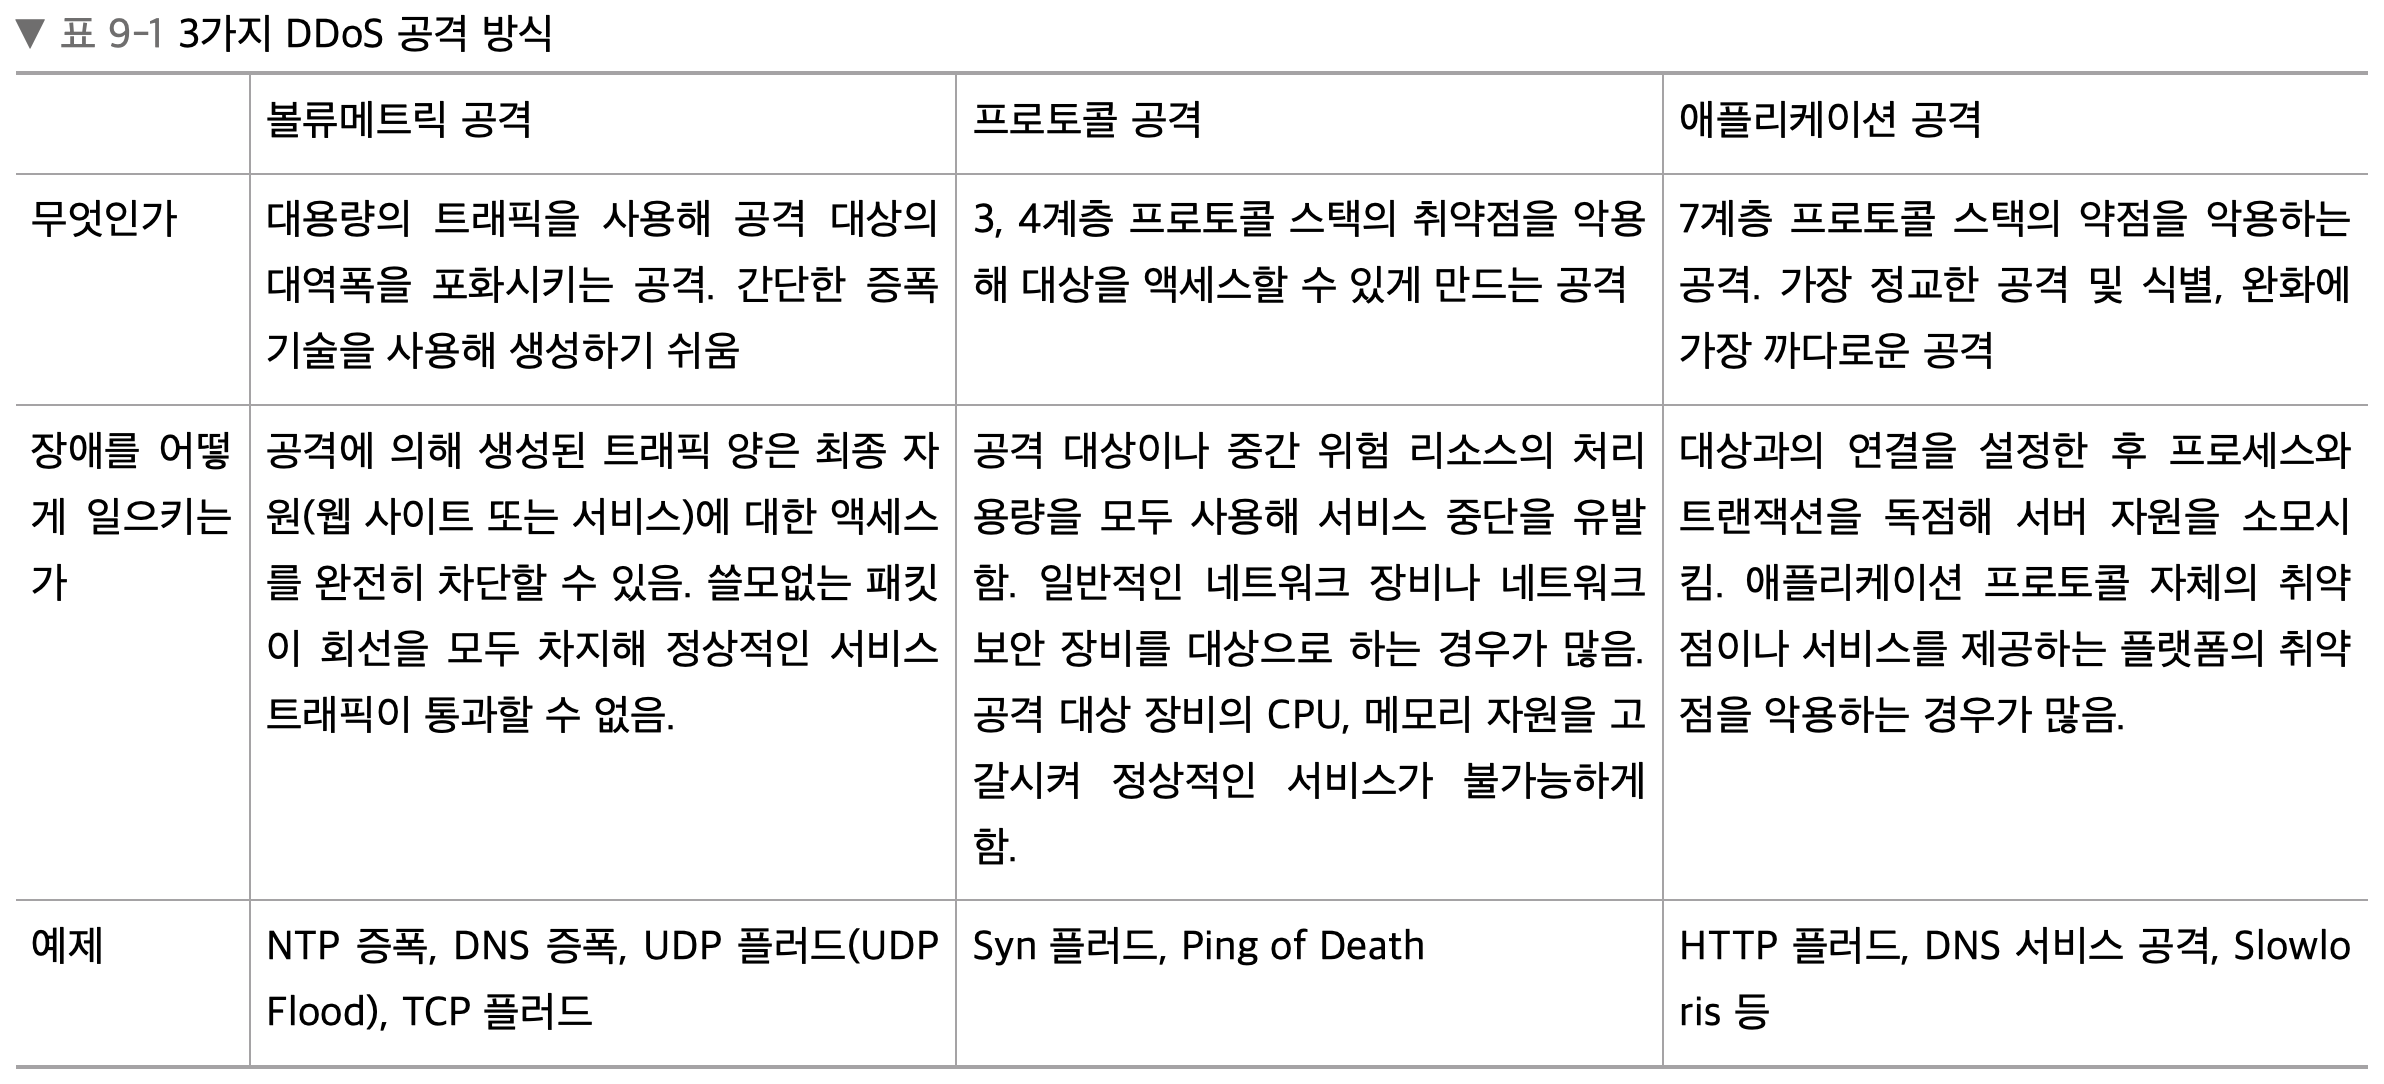 ▼ 표 9-1 3가지 DDoS 공격 방식
볼류메트릭 공격
프로토콜 공격
애플리케이션 공격
무엇인가
대용량의 트래픽을 사용해 공격 대상의
대역폭을 포화시키는 공격. 간단한 증폭
기술을 사용해 생성하기 쉬움
3, 4계층 프로토콜 스택의 취약점을 악용
해 대상을 액세스할 수 있게 만드는 공격
7계층 프로토콜 스택의 약점을 악용하는
공격. 가장 정교한 공격 및 식별, 완화에
가장 까다로운 공격
장애를 어떻
게 일으키는
가
공격에 의해 생성된 트래픽 양은 최종 자
원(웹 사이트 또는 서비스)에 대한 액세스
를 완전히 차단할 수 있음. 쓸모없는 패킷
이 회선을 모두 차지해 정상적인 서비스
트래픽이 통과할 수 없음.
공격 대상이나 중간 위험 리소스의 처리
용량을 모두 사용해 서비스 중단을 유발
함. 일반적인 네트워크 장비나 네트워크
보안 장비를 대상으로 하는 경우가 많음.
공격 대상 장비의 CPU, 메모리 자원을 고
갈시켜 정상적인 서비스가 불가능하게
함.
대상과의 연결을 설정한 후 프로세스와
트랜잭션을 독점해 서버 자원을 소모시
킴. 애플리케이션 프로토콜 자체의 취약
점이나 서비스를 제공하는 플랫폼의 취약
점을 악용하는 경우가 많음.
예제
NTP 증폭, DNS 증폭, UDP 플러드(UDP
Flood), TCP 플러드
Syn 플러드, Ping of Death
HTTP 플러드, DNS 서비스 공격, Slowlo
ris 등